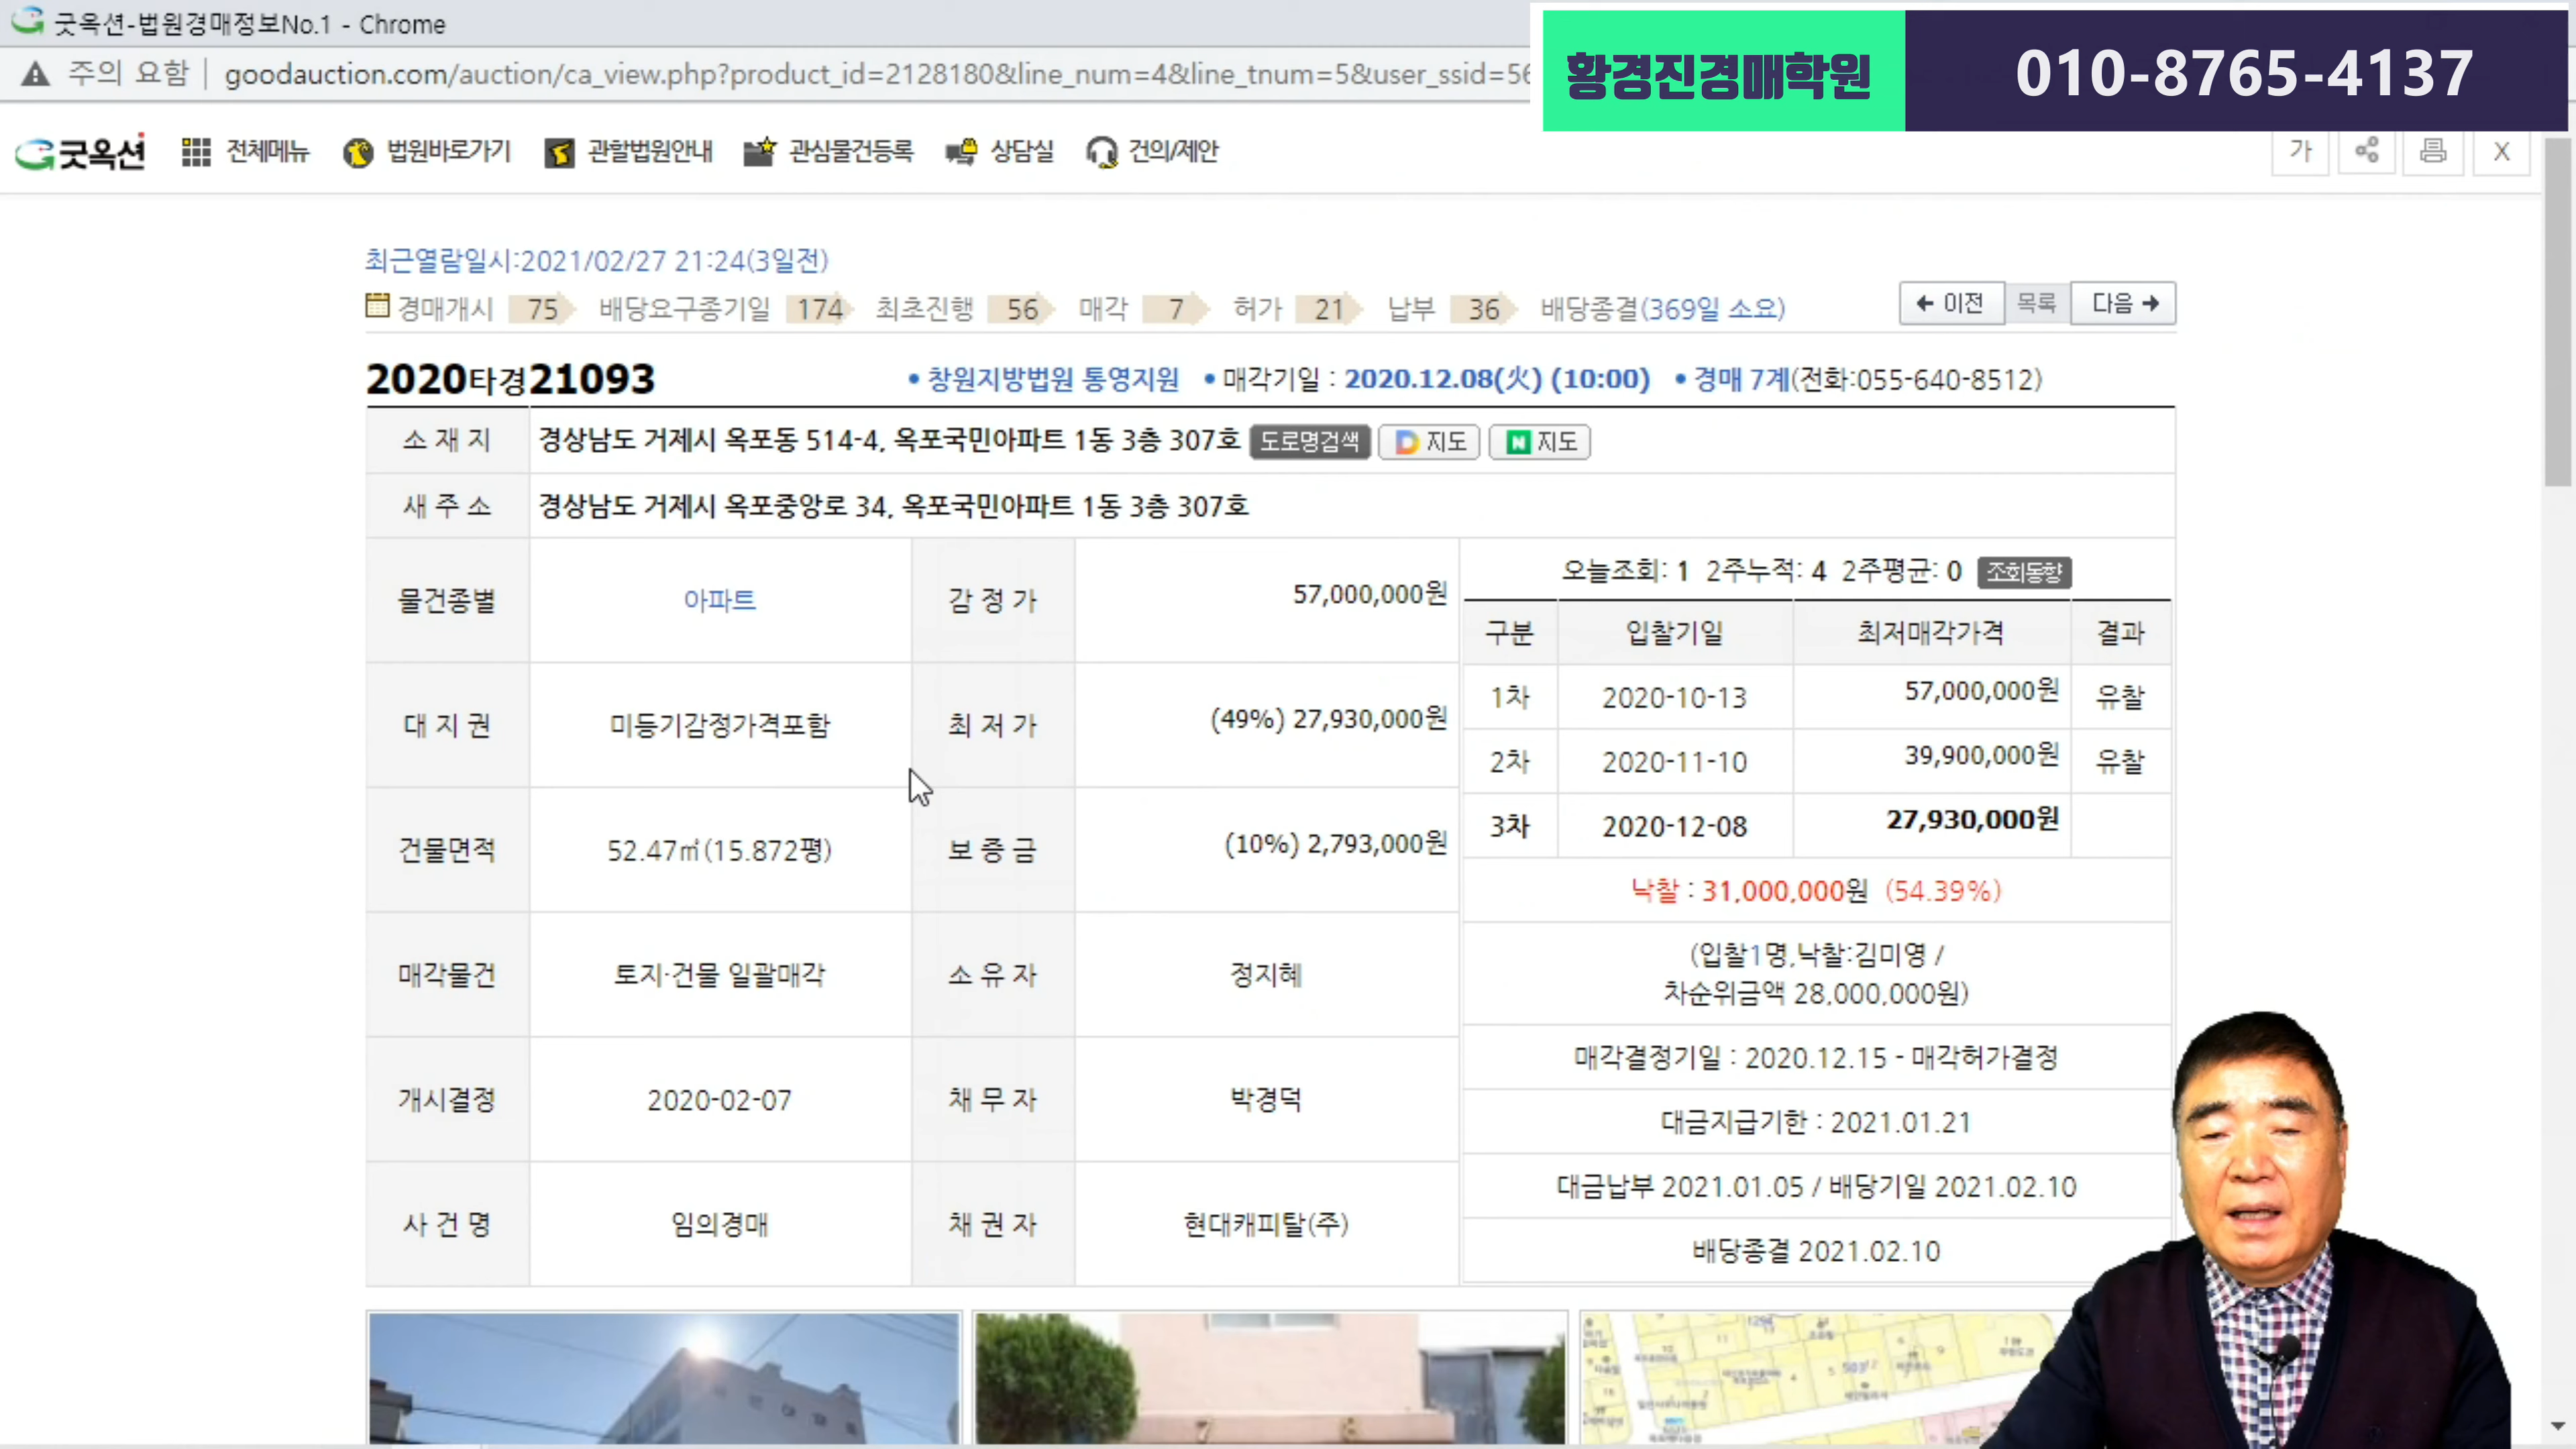 굿옥션-법원경매정보No.1 - Chrome
주의 요함 | goodauction.com/auction/ca_view.php?product_id=2128180&line_num=4&line_tnum=5&user_ssid=56
황경진경매학원 010-8765-4137
굿옥션 전체메뉴 법원바로가기 관할법원안내 관심물건등록 상담실 건의/제안 가 X
최근열람일시:2021/02/27 21:24(3일전)
경매개시 75 배당요구종기일 174 최초진행 56 매각 7 허가 21 납부 36 배당종결(369일 소요) ← 이전 목록 다음 →
2020타경21093 • 창원지방법원 통영지원 • 매각기일 : 2020.12.08(火) (10:00) • 경매 7계(전화:055-640-8512)
소 재 지 경상남도 거제시 옥포동 514-4, 옥포국민아파트 1동 3층 307호 도로명검색 D 지도 N 지도
새 주 소 경상남도 거제시 옥포중앙로 34, 옥포국민아파트 1동 3층 307호
물건종별 아파트 감 정 가 57,000,000원
대 지 권 미등기감정가격포함 최 저 가 (49%) 27,930,000원
건물면적 52.47㎡(15.872평) 보 증 금 (10%) 2,793,000원
매각물건 토지·건물 일괄매각 소 유 자 정지혜
개시결정 2020-02-07 채 무 자 박경덕
사 건 명 임의경매 채 권 자 현대캐피탈(주)
오늘조회: 1 2주누적: 4 2주평균: 0 조회동향
구분 입찰기일 최저매각가격 결과
1차 2020-10-13 57,000,000원 유찰
2차 2020-11-10 39,900,000원 유찰
3차 2020-12-08 27,930,000원
낙찰 : 31,000,000원 (54.39%)
(입찰1명,낙찰:김미영 /
차순위금액 28,000,000원)
매각결정기일 : 2020.12.15 - 매각허가결정
대금지급기한 : 2021.01.21
대금납부 2021.01.05 / 배당기일 2021.02.10
배당종결 2021.02.10